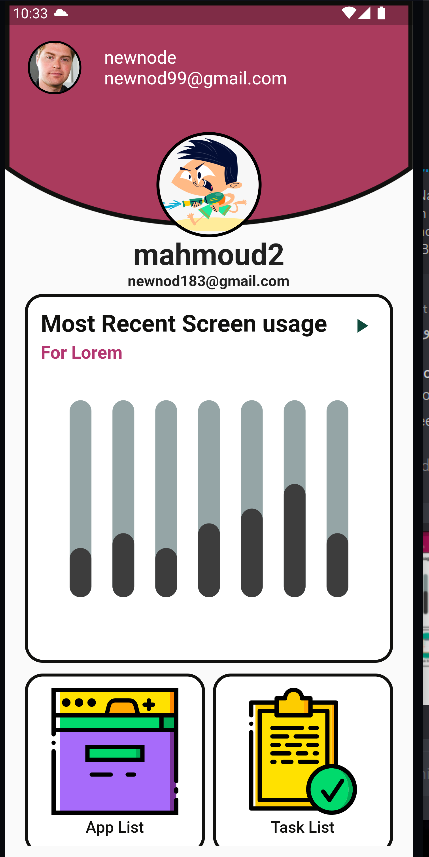 10:33
newnode
newnod99@gmail.com
mahmoud2
newnod183@gmail.com
Most Recent Screen usage
For Lorem
App List
Task List